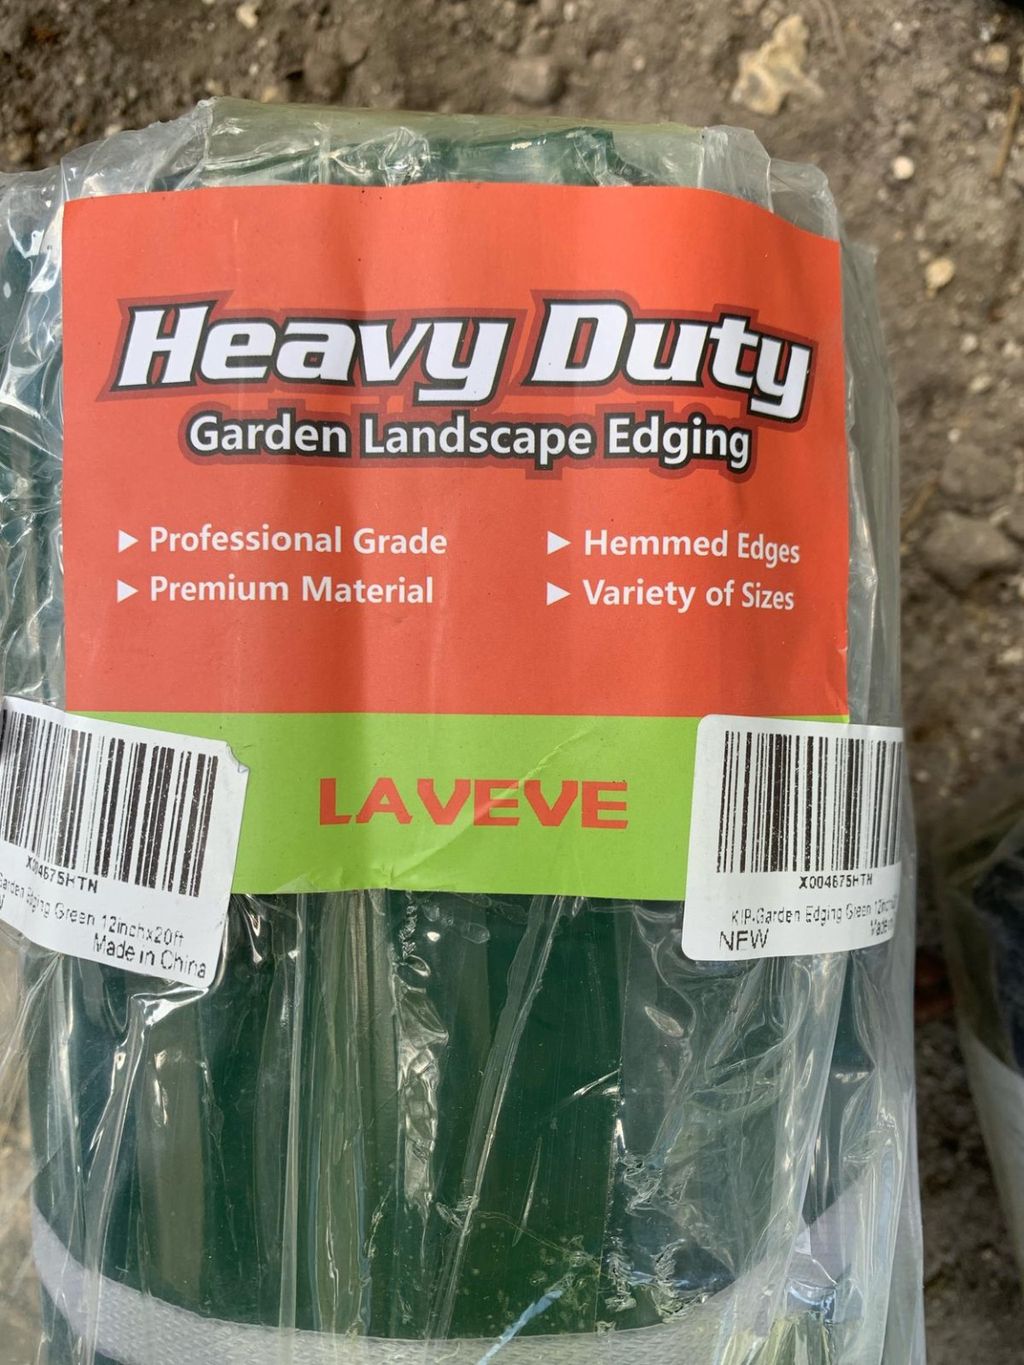 Heavy Duty
Garden Landscape Edging
Professional Grade
Premium Material
Hemmed Edges
Variety of Sizes
LAVEVE
X004675HTN
Garden Edging Green 12inchx20ft
Made in China
X004675HTN
KIP-Garden Edging Green
NEW